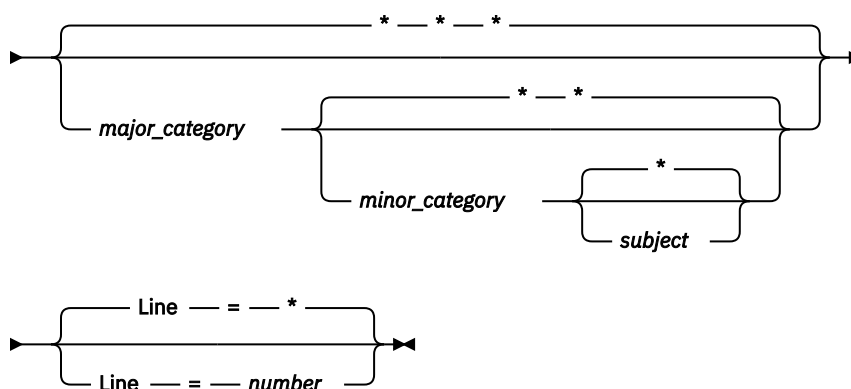 * * *
* *
major_category
*
minor_category
subject
Line = *
Line = number